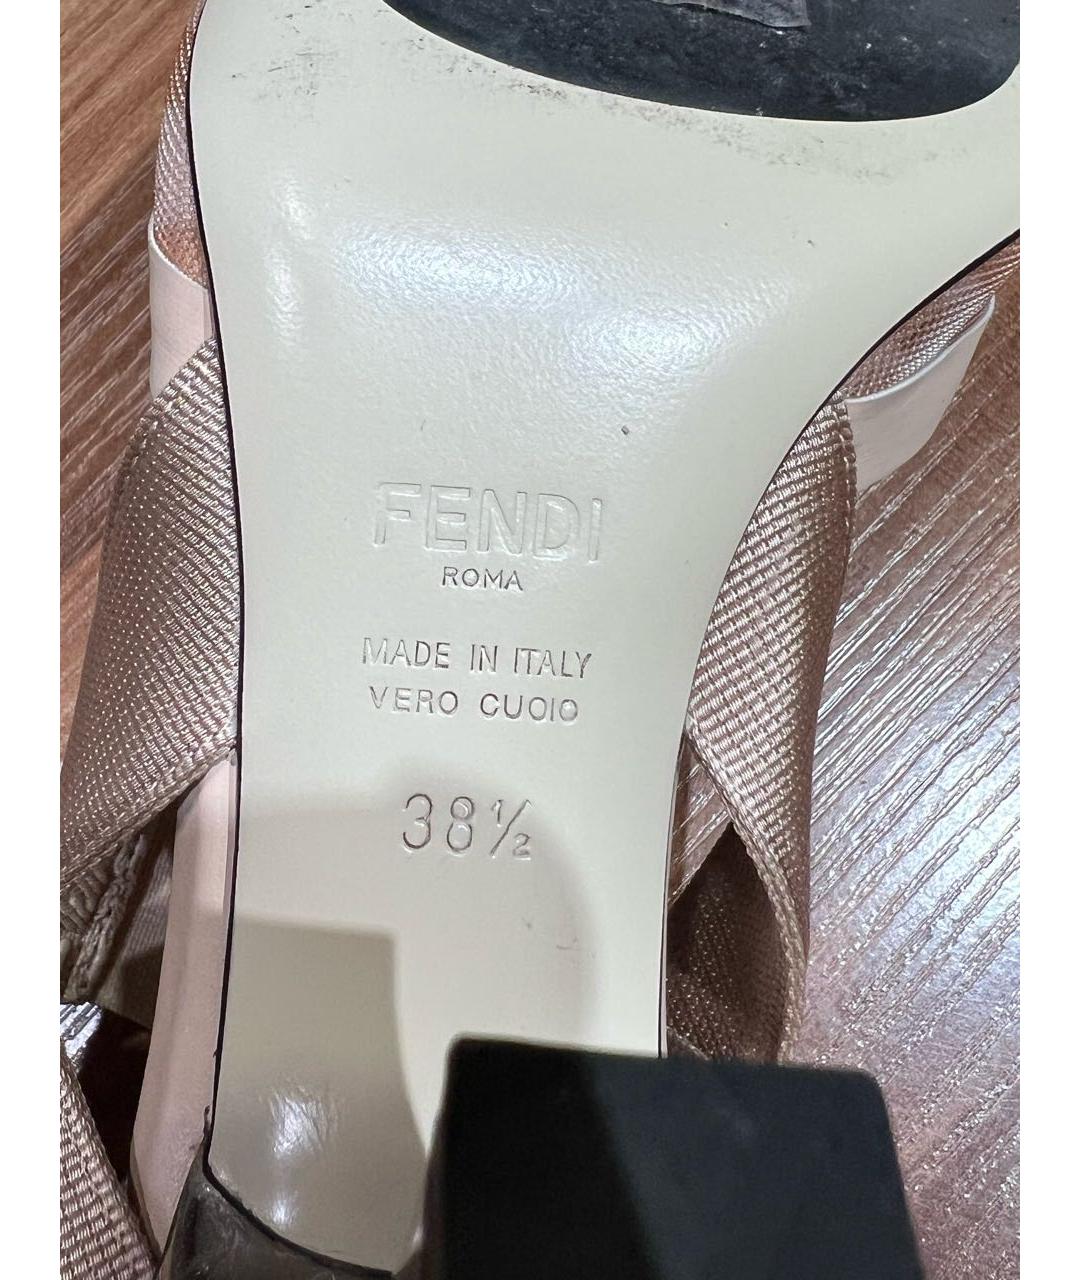 FENDI
ROMA
MADE IN ITALY
VERO CUOIO
38½